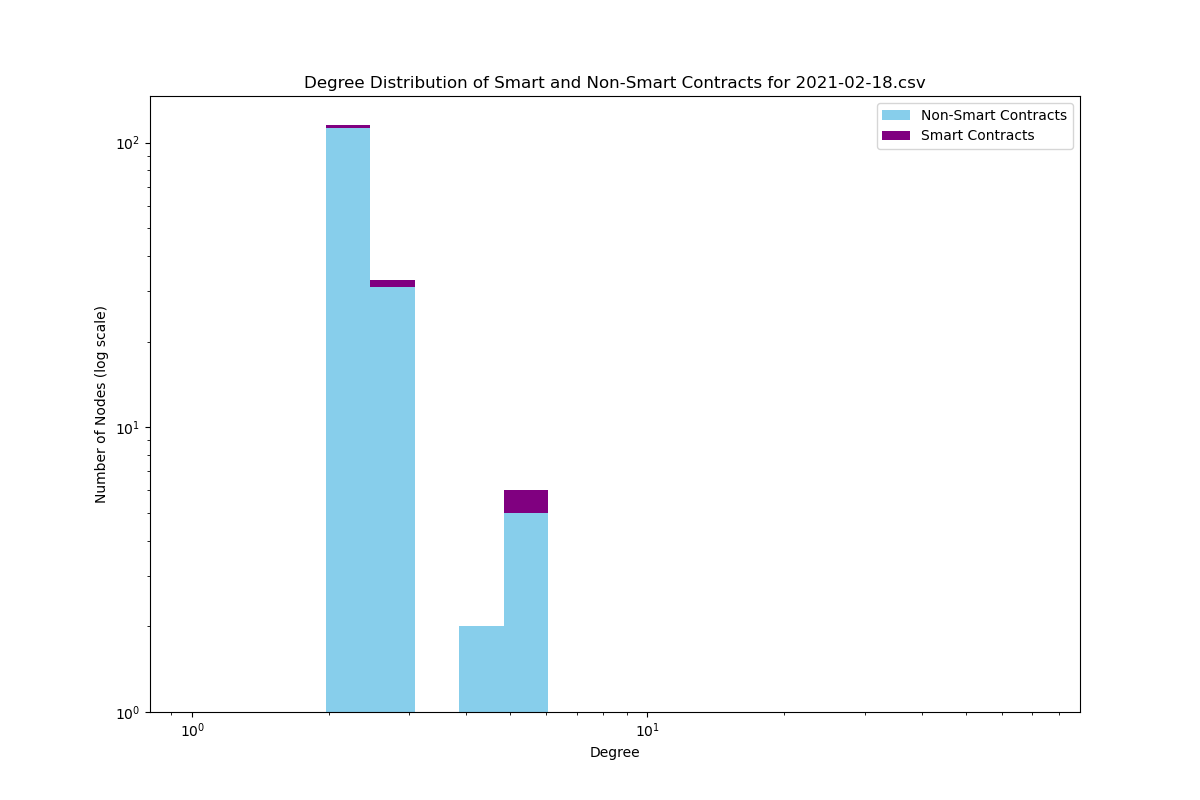 Degree Distribution of Smart and Non-Smart Contracts for 2021-02-18.csv
Non-Smart Contracts
Smart Contracts
Number of Nodes (log scale)
10²
10¹
10⁰
10⁰ 10¹
Degree